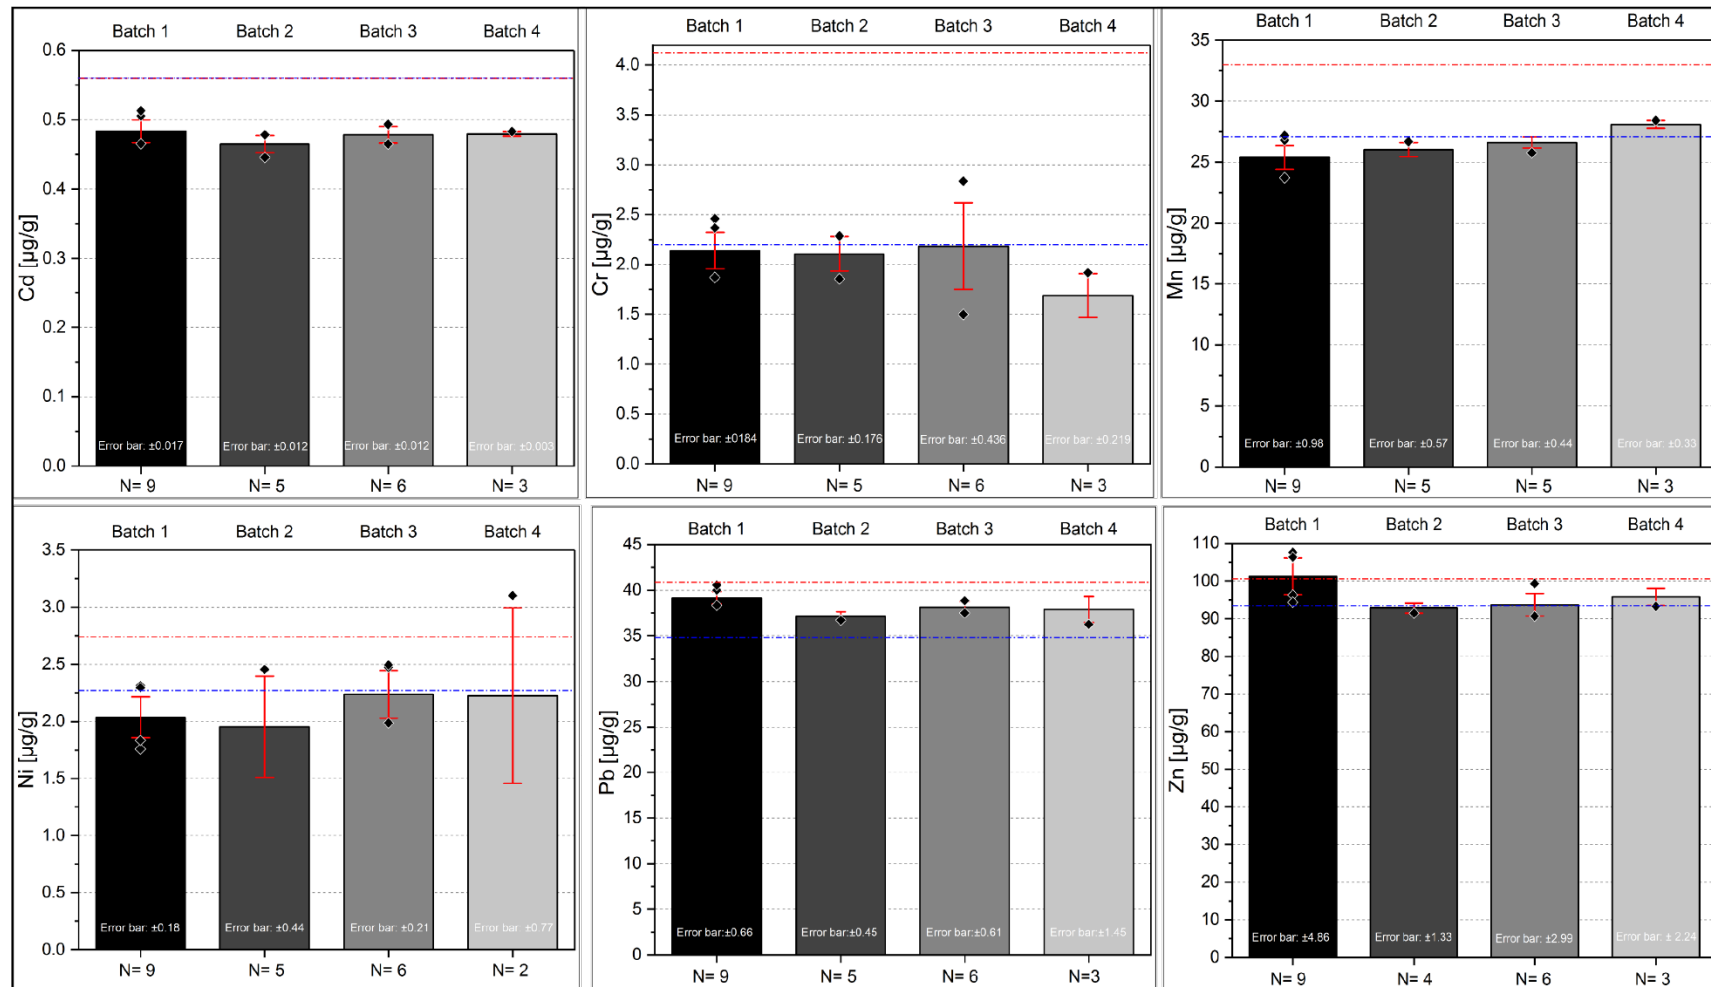 Batch 1 Batch 2 Batch 3 Batch 4
0.6
0.5
0.4
0.3
0.2
0.1
0.0
Cd [µg/g]
Error bar: ±0.017 Error bar: ±0.012 Error bar: ±0.012 Error bar: ±0.003
N= 9 N= 5 N= 6 N= 3
Batch 1 Batch 2 Batch 3 Batch 4
4.0
3.5
3.0
2.5
2.0
1.5
1.0
0.5
0.0
Cr [µg/g]
Error bar: ±0184 Error bar: ±0.176 Error bar: ±0.436 Error bar: ±0.219
N= 9 N= 5 N= 6 N= 3
Batch 1 Batch 2 Batch 3 Batch 4
35
30
25
20
15
10
5
0
Mn [µg/g]
Error bar: ±0.98 Error bar: ±0.57 Error bar: ±0.44 Error bar: ±0.33
N= 9 N= 5 N= 5 N= 3
Batch 1 Batch 2 Batch 3 Batch 4
3.5
3.0
2.5
2.0
1.5
1.0
0.5
0.0
Ni [µg/g]
Error bar: ±0.18 Error bar: ±0.44 Error bar: ±0.21 Error bar: ±0.77
N= 9 N= 5 N= 6 N= 2
Batch 1 Batch 2 Batch 3 Batch 4
45
40
35
30
25
20
15
10
5
0
Pb [µg/g]
Error bar:±0.66 Error bar: ±0.45 Error bar: ±0.61 Error bar: ±1.45
N= 9 N= 5 N= 6 N=3
Batch 1 Batch 2 Batch 3 Batch 4
110
100
90
80
70
60
50
40
30
20
10
0
Zn [µg/g]
Error bar: ±4.86 Error bar: ±1.33 Error bar: ±2.99 Error bar: ± 2.24
N= 9 N= 4 N= 6 N= 3